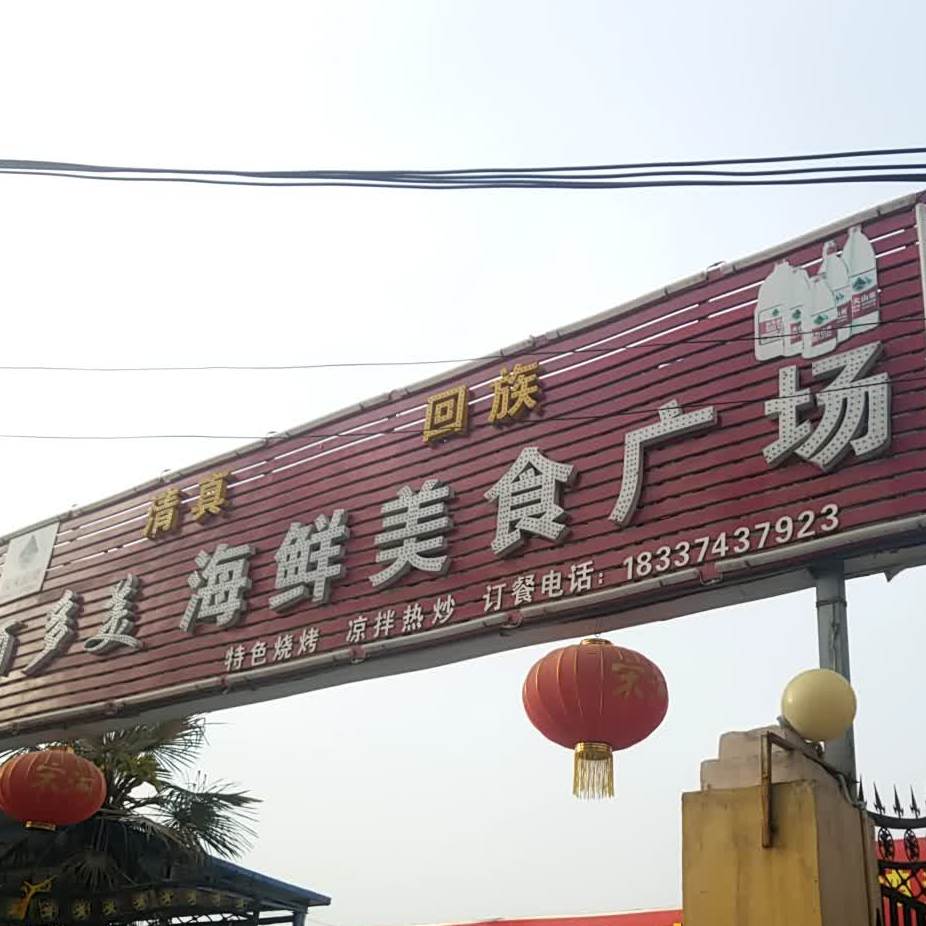 清真 回族
多美 海鲜美食广场
特色烧烤 凉拌热炒 订餐电话：18337437923